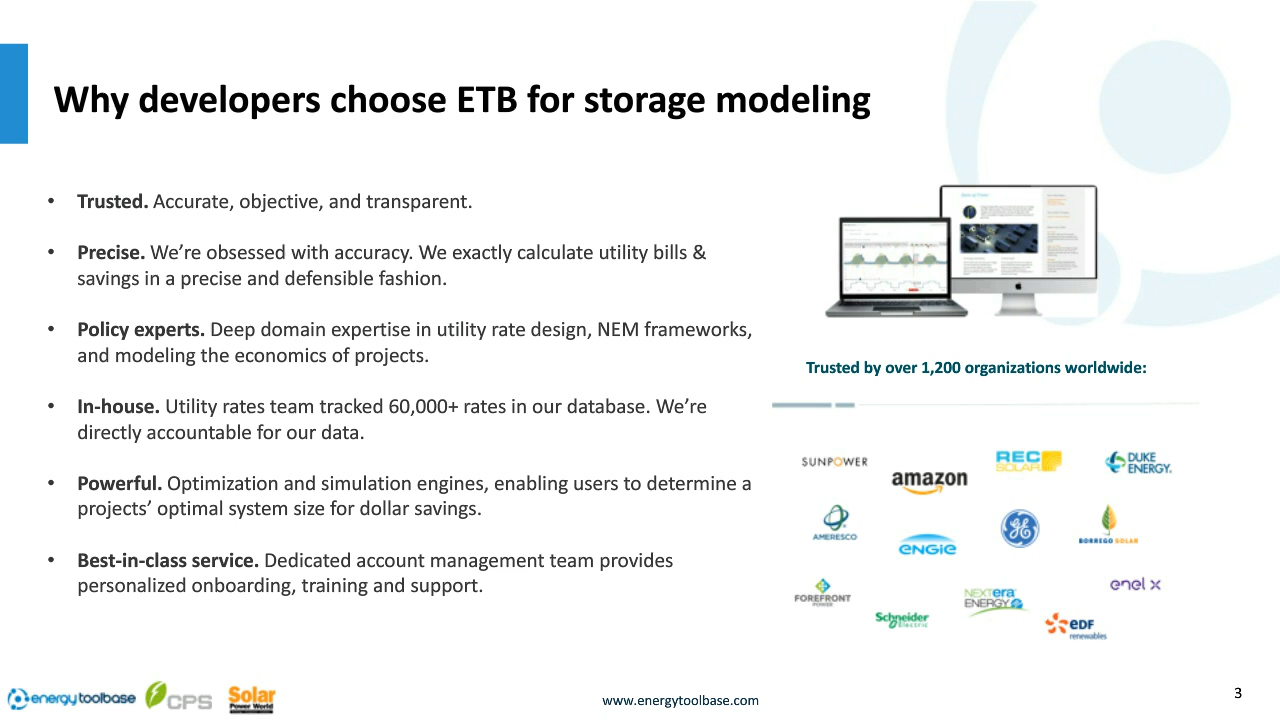 Why developers choose ETB for storage modeling
• Trusted. Accurate, objective, and transparent.
• Precise. We’re obsessed with accuracy. We exactly calculate utility bills &
savings in a precise and defensible fashion.
• Policy experts. Deep domain expertise in utility rate design, NEM frameworks,
and modeling the economics of projects.
• In-house. Utility rates team tracked 60,000+ rates in our database. We’re
directly accountable for our data.
• Powerful. Optimization and simulation engines, enabling users to determine a
projects’ optimal system size for dollar savings.
• Best-in-class service. Dedicated account management team provides
personalized onboarding, training and support.
Trusted by over 1,200 organizations worldwide:
SUNPOWER
amazon
REC
SOLAR
DUKE
ENERGY.
AMERESCO
ENGIE
GE
BORREGO SOLAR
FOREFRONT
POWER
Schneider
Electric
NEXTera
ENERGY
enel x
edf
renewables
energytoolbase
CPS
Solar
Power World
www.energytoolbase.com
3